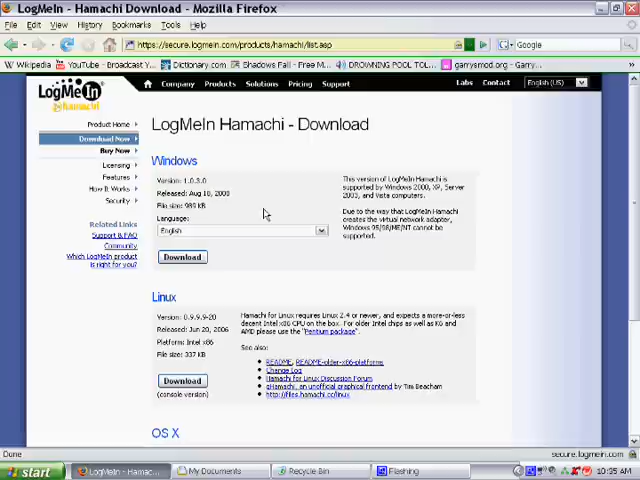 LogMeIn - Hamachi Download - Mozilla Firefox
File Edit View History Bookmarks Tools Help
https://secure.logmein.com/products/hamachi/list.asp
Google
Wikipedia YouTube - Broadcast Y... Dictionary.com Shadows Fall - Free M... DROWNING POOL TOL... garrysmod.org - Garry...
LogMeIn
hamachi
Company Products Solutions Pricing Support
Labs Contact English (US)
Product Home
Download Now
Buy Now
Licensing
Features
How It Works
Security
Related Links
Support & FAQ
Community
Which LogMeIn product
is right for you?
LogMeIn Hamachi - Download
Windows
Version: 1.0.3.0
Released: Aug 18, 2008
File size: 989 KB
Language:
English
Download
This version of LogMeIn Hamachi is
supported by Windows 2000, XP, Server
2003, and Vista computers.
Due to the way that LogMeIn Hamachi
creates the virtual network adapter,
Windows 95/98/ME/NT cannot be
supported.
Linux
Version: 0.9.9.9-20
Released: Jun 20, 2006
Platform: Intel x86
File size: 337 KB
Download
(console version)
Hamachi for Linux requires Linux 2.4 or newer, and expects a more-or-less
decent Intel x86 CPU on the box. For older Intel chips as well as K6 and
AMD please use the Pentium package.
See also:
README, README-older-x86-platforms
Change Log
Hamachi for Linux Discussion Forum
gHamachi, an unofficial graphical frontend by Tim Beacham
http://files.hamachi.cc/linux
OS X
Done
secure.logmein.com
start
LogMeIn - Hamac...
My Documents
Recycle Bin
Flashing
10:35 AM